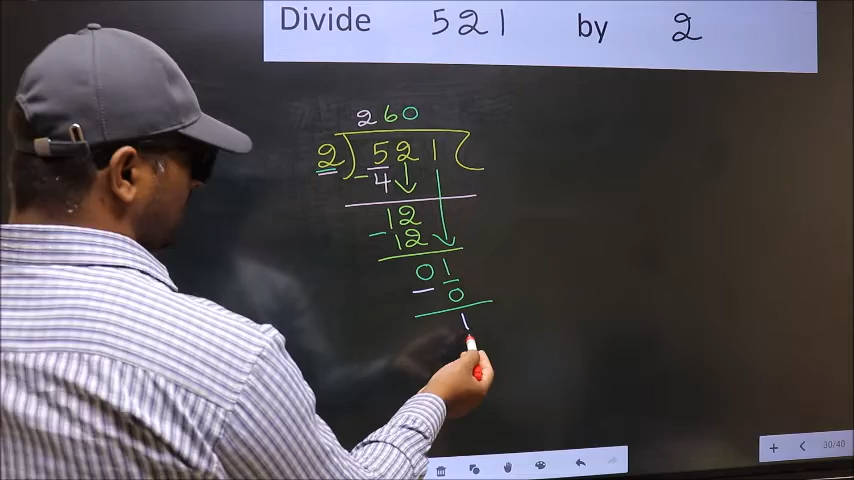 Divide 521 by 2
260
2) 521 (
- 4
12
- 12
01
- 0
1
+ < 30/40